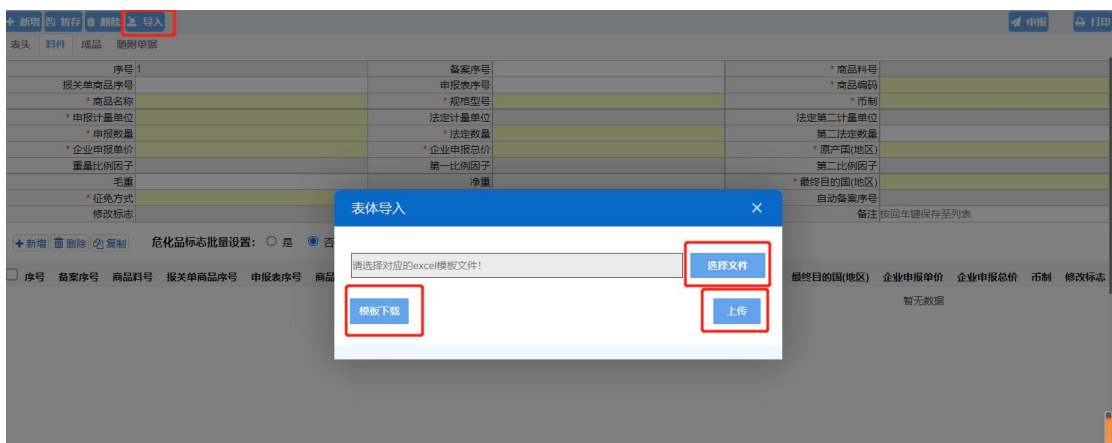 + 新增 暂存 删除 导入 申报 打印
表头 料件 成品 随附单据
序号 1 备案序号 * 商品料号
报关单商品序号 申报表序号 * 商品编码
* 商品名称 * 规格型号 * 币制
* 申报计量单位 法定计量单位 法定第二计量单位
* 申报数量 * 法定数量 第二法定数量
* 企业申报单价 * 企业申报总价 * 原产国(地区)
重量比例因子 第一比例因子 第二比例因子
毛重 净重 * 最终目的国(地区)
* 征免方式 自动备案序号
修改标志 备注 按回车键保存至列表
表体导入 ×
+新增 删除 复制 危化品标志批量设置： 是 否
请选择对应的excel模板文件! 选择文件
序号 备案序号 商品料号 报关单商品序号 申报表序号 商品 最终目的国(地区) 企业申报单价 企业申报总价 币制 修改标志
模板下载 上传 暂无数据